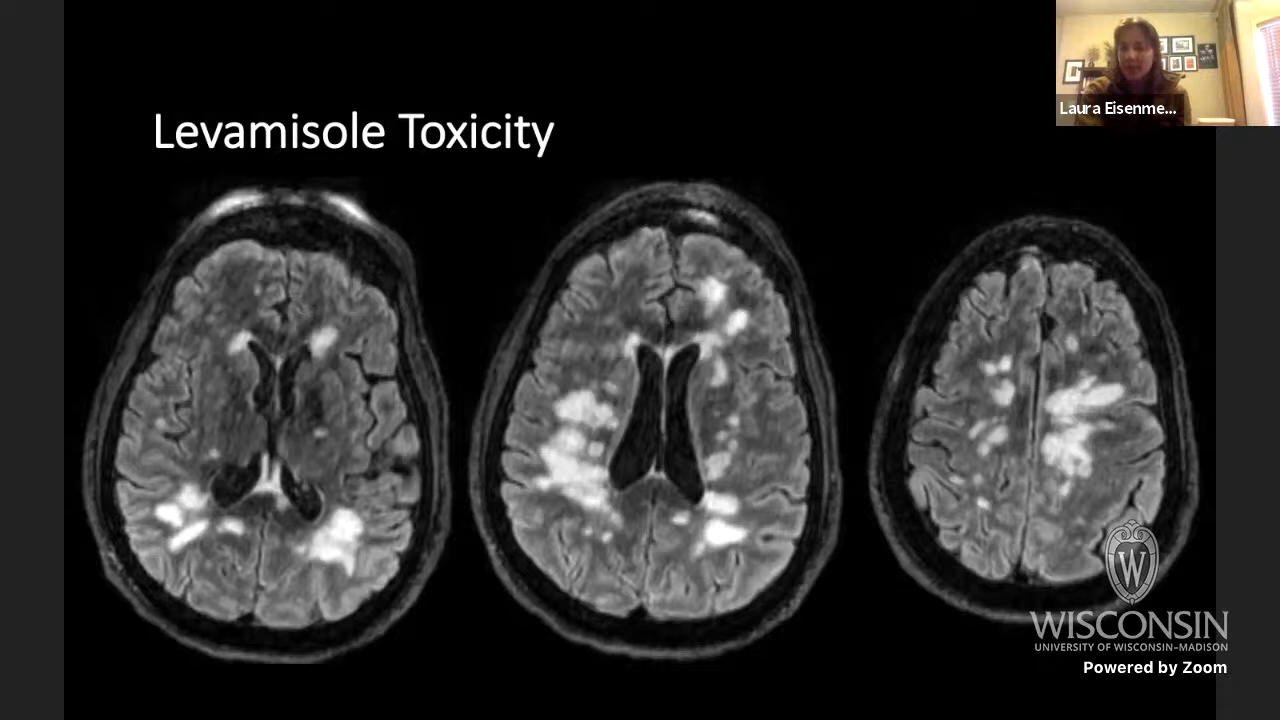 Laura Eisenme...
Levamisole Toxicity
W
WISCONSIN
UNIVERSITY OF WISCONSIN–MADISON
Powered by Zoom